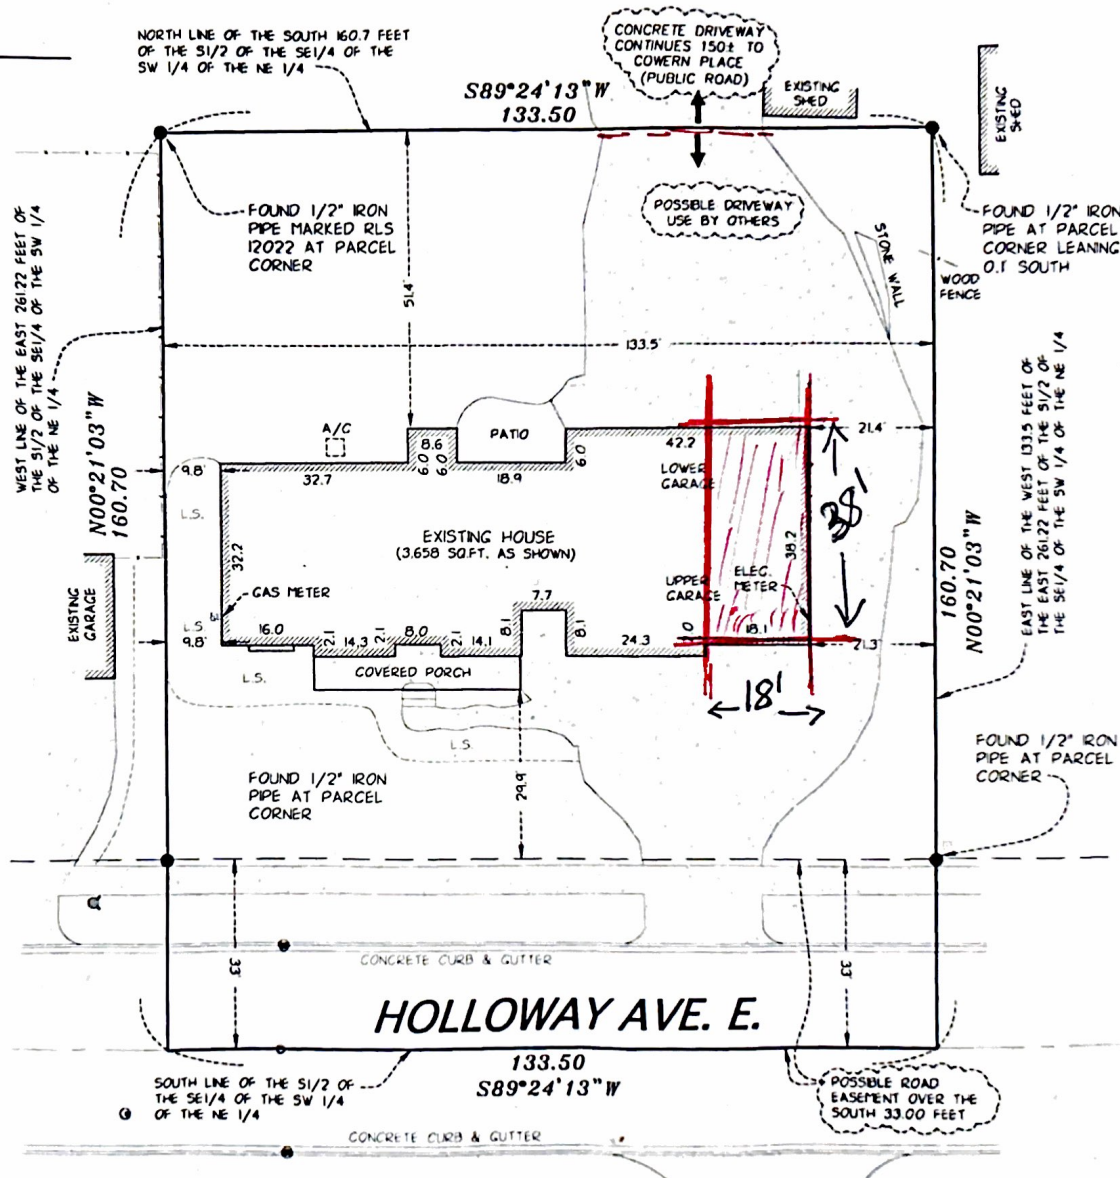 NORTH LINE OF THE SOUTH 160.7 FEET
OF THE S1/2 OF THE SE1/4 OF THE
SW 1/4 OF THE NE 1/4
S89°24'13"W
133.50
CONCRETE DRIVEWAY
CONTINUES 150± TO
COWERN PLACE
(PUBLIC ROAD)
EXISTING
SHED
EXISTING
SHED
POSSIBLE DRIVEWAY
USE BY OTHERS
FOUND 1/2" IRON
PIPE MARKED RLS
12022 AT PARCEL
CORNER
FOUND 1/2" IRON
PIPE AT PARCEL
CORNER LEANING
0.1' SOUTH
STONE WALL
WOOD
FENCE
WEST LINE OF THE EAST 261.22 FEET OF
THE S1/2 OF THE SE1/4 OF THE SW 1/4
OF THE NE 1/4
N00°21'03"W
160.70
51.4'
133.5'
A/C
8.6
6.0
6.0
PATIO
6.0
42.2
21.4'
9.8'
32.7
18.9
LOWER
GARAGE
L.S.
EXISTING HOUSE
(3,658 SQ.FT. AS SHOWN)
32.2
38.2
38'
GAS METER
UPPER
GARAGE
ELEC.
METER
7.7
EXISTING
GARAGE
L.S.
9.8'
16.0
2.1
14.3
2.1
8.0
2.1
14.1
8.1
8.1
24.3
18.1
21.3'
L.S.
COVERED PORCH
18'
L.S.
29.9'
160.70
N00°21'03"W
EAST LINE OF THE WEST 133.5 FEET OF
THE EAST 261.22 FEET OF THE S1/2 OF
THE SE1/4 OF THE SW 1/4 OF THE NE 1/4
FOUND 1/2" IRON
PIPE AT PARCEL
CORNER
FOUND 1/2" IRON
PIPE AT PARCEL
CORNER
33'
33'
CONCRETE CURB & GUTTER
HOLLOWAY AVE. E.
133.50
S89°24'13"W
SOUTH LINE OF THE S1/2 OF
THE SE1/4 OF THE SW 1/4
OF THE NE 1/4
POSSIBLE ROAD
EASEMENT OVER THE
SOUTH 33.00 FEET
CONCRETE CURB & GUTTER